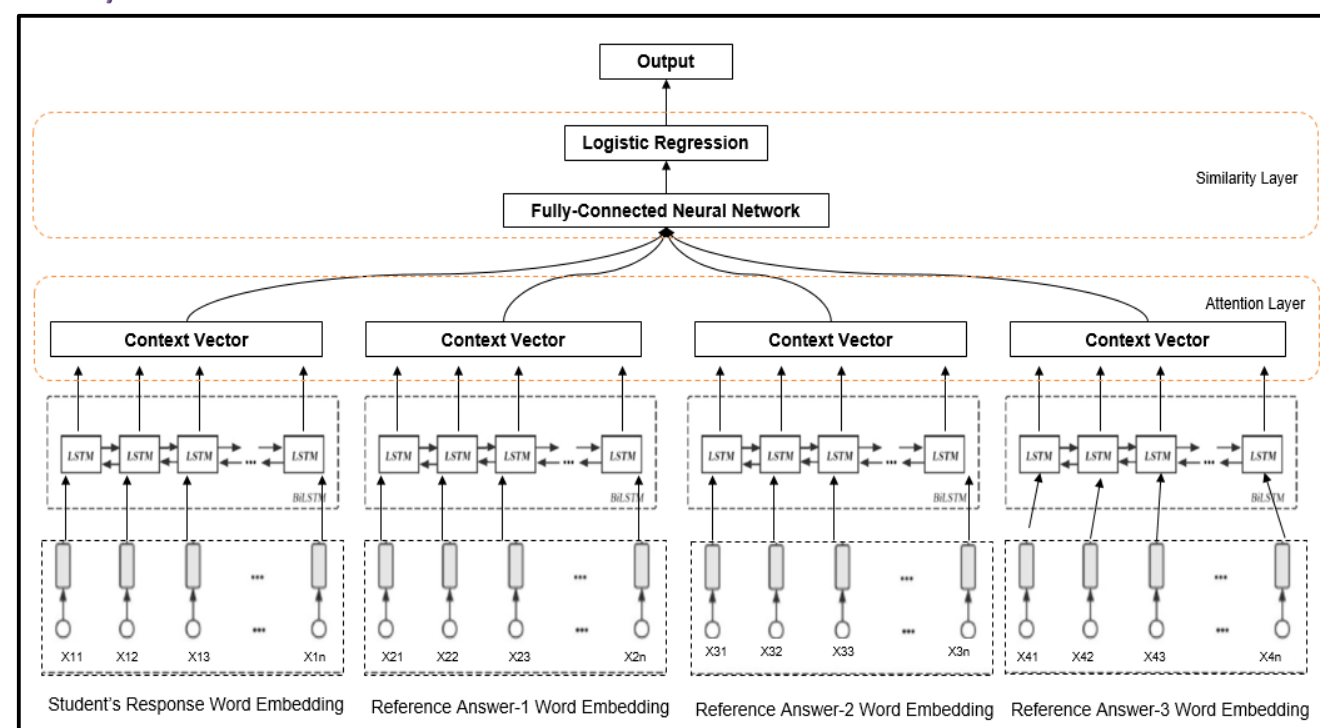 Output
Logistic Regression
Similarity Layer
Fully-Connected Neural Network
Attention Layer
Context Vector Context Vector Context Vector Context Vector
LSTM LSTM LSTM ... LSTM LSTM LSTM LSTM ... LSTM LSTM LSTM LSTM ... LSTM LSTM LSTM LSTM ... LSTM
BiLSTM BiLSTM BiLSTM BiLSTM
... ... ... ...
... ... ... ...
X11 X12 X13 X1n X21 X22 X23 X2n X31 X32 X33 X3n X41 X42 X43 X4n
Student's Response Word Embedding Reference Answer-1 Word Embedding Reference Answer-2 Word Embedding Reference Answer-3 Word Embedding